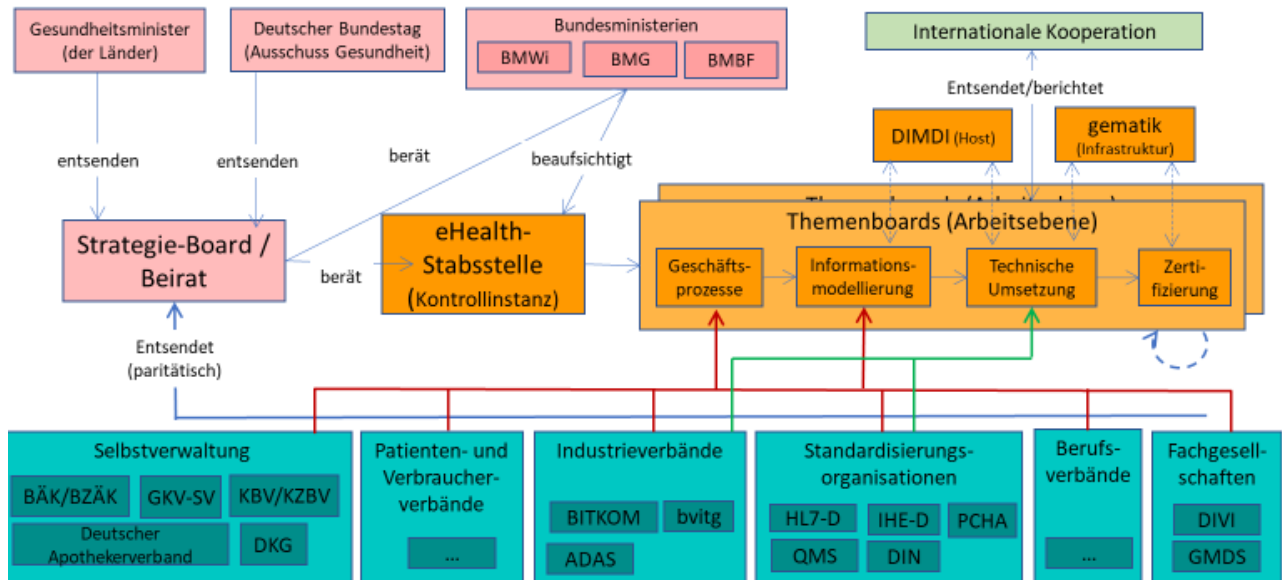 Gesundheitsminister
(der Länder)
Deutscher Bundestag
(Ausschuss Gesundheit)
Bundesministerien
BMWi
BMG
BMBF
Internationale Kooperation
Entsendet/berichtet
DIMDI (Host)
gematik
(Infrastruktur)
entsenden
entsenden
berät
beaufsichtigt
Strategie-Board /
Beirat
berät
eHealth-
Stabsstelle
(Kontrollinstanz)
Themenboards (Arbeitsebene)
Geschäfts-
prozesse
Informations-
modellierung
Technische
Umsetzung
Zerti-
fizierung
Entsendet
(paritätisch)
Selbstverwaltung
BÄK/BZÄK
GKV-SV
KBV/KZBV
Deutscher
Apothekerverband
DKG
Patienten- und
Verbraucher-
verbände
...
Industrieverbände
BITKOM
bvitg
ADAS
Standardisierungs-
organisationen
HL7-D
IHE-D
PCHA
QMS
DIN
Berufs-
verbände
...
Fachgesell-
schaften
DIVI
GMDS